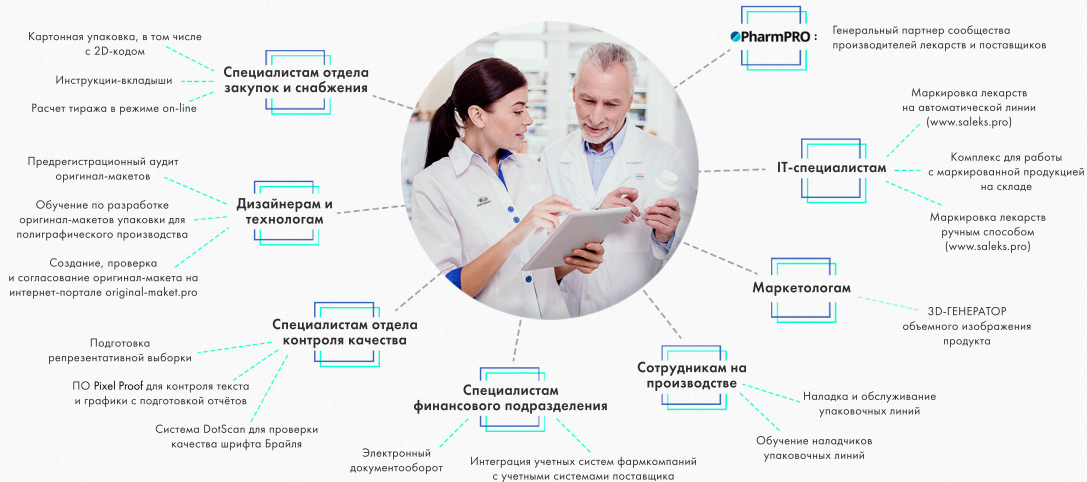 Картонная упаковка, в том числе
с 2D-кодом
Инструкции-вкладыши
Расчет тиража в режиме on-line
Специалистам отдела
закупок и снабжения
Предрегистрационный аудит
оригинал-макетов
Обучение по разработке
оригинал-макетов упаковки для
полиграфического производства
Создание, проверка
и согласование оригинал-макета на
интернет-портале original-maket.pro
Дизайнерам и
технологам
Специалистам отдела
контроля качества
Подготовка
репрезентативной выборки
ПО Pixel Proof для контроля текста
и графики с подготовкой отчётов
Система DotScan для проверки
качества шрифта Брайля
Специалистам
финансового подразделения
Электронный
документооборот
Интеграция учетных систем фармкомпаний
с учетными системами поставщика
Сотрудникам на
производстве
Наладка и обслуживание
упаковочных линий
Обучение наладчиков
упаковочных линий
Маркетологам
3D-ГЕНЕРАТОР
объемного изображения
продукта
IT-специалистам
Маркировка лекарств
на автоматической линии
(www.saleks.pro)
Комплекс для работы
с маркированной продукцией
на складе
Маркировка лекарств
ручным способом
(www.saleks.pro)
PharmPRO :
Генеральный партнер сообщества
производителей лекарств и поставщиков